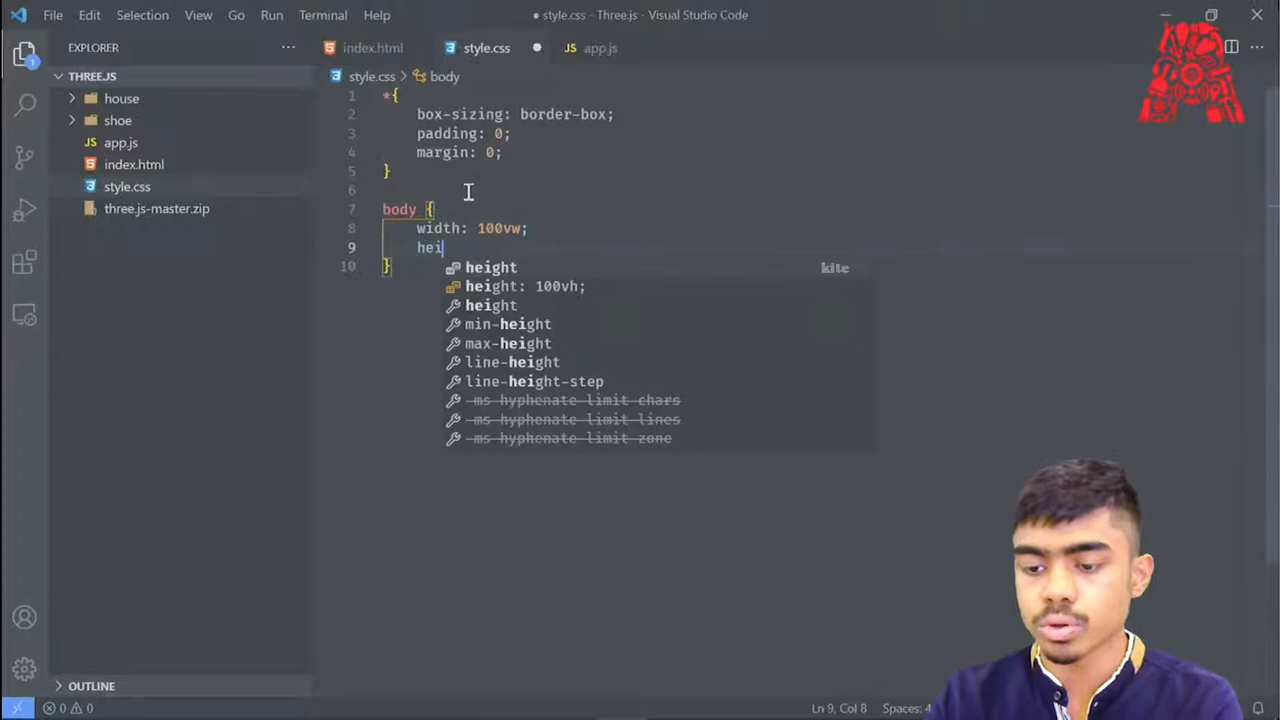 File Edit Selection View Go Run Terminal Help
● style.css - Three.js - Visual Studio Code
EXPLORER
index.html style.css app.js
THREE.JS
style.css > body
house
shoe
app.js
index.html
style.css
three.js-master.zip
1 *{
2 box-sizing: border-box;
3 padding: 0;
4 margin: 0;
5 }
6
7 body {
8 width: 100vw;
9 hei
10 }
height kite
height: 100vh;
height
min-height
max-height
line-height
line-height-step
-ms-hyphenate-limit-chars
-ms-hyphenate-limit-lines
-ms-hyphenate-limit-zone
1
OUTLINE
0 0
Ln 9, Col 8 Spaces: 4